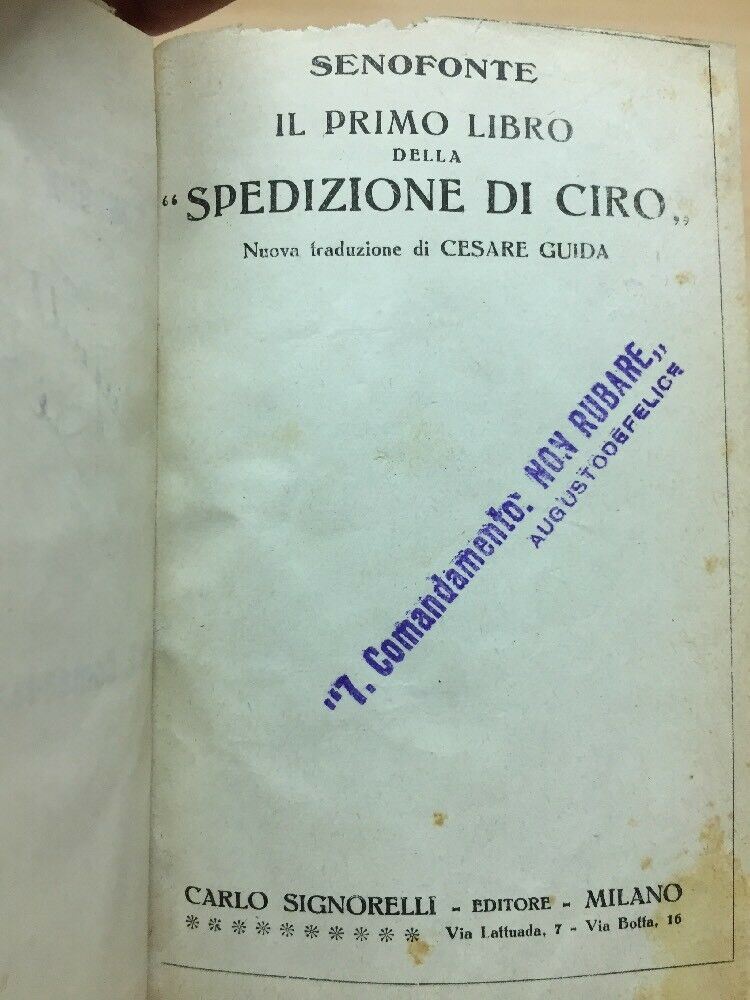 SENOFONTE
IL PRIMO LIBRO
DELLA
“SPEDIZIONE DI CIRO„
Nuova traduzione di CESARE GUIDA
“7. Comandamento: NON RUBARE„
AUGUSTODEFELICE
CARLO SIGNORELLI - EDITORE - MILANO
Via Lattuada, 7 - Via Botta, 16